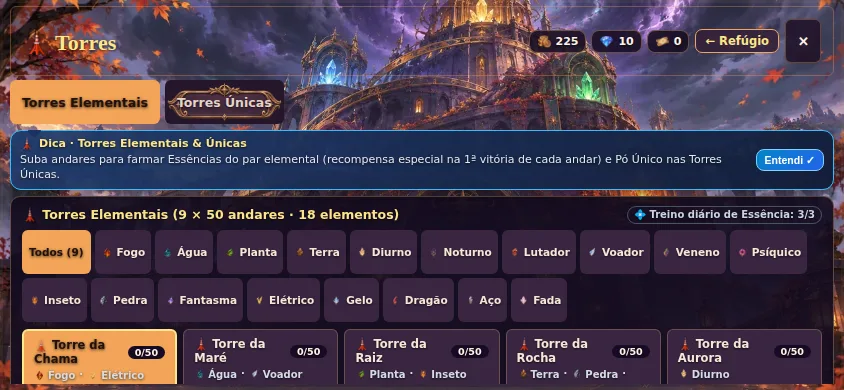 Torres
225
10
0
← Refúgio
×
Torres Elementais
Torres Únicas
Dica · Torres Elementais & Únicas
Suba andares para farmar Essências do par elemental (recompensa especial na 1ª vitória de cada andar) e Pó Único nas Torres
Únicas.
Entendi ✓
Torres Elementais (9 × 50 andares · 18 elementos)
Treino diário de Essência: 3/3
Todos (9)
Fogo
Água
Planta
Terra
Diurno
Noturno
Lutador
Voador
Veneno
Psíquico
Inseto
Pedra
Fantasma
Elétrico
Gelo
Dragão
Aço
Fada
Torre da
Chama
0/50
Fogo · Elétrico
Torre da
Maré
0/50
Água · Voador
Torre da
Raiz
0/50
Planta · Inseto
Torre da
Rocha
0/50
Terra · Pedra ·
Torre da
Aurora
0/50
Diurno